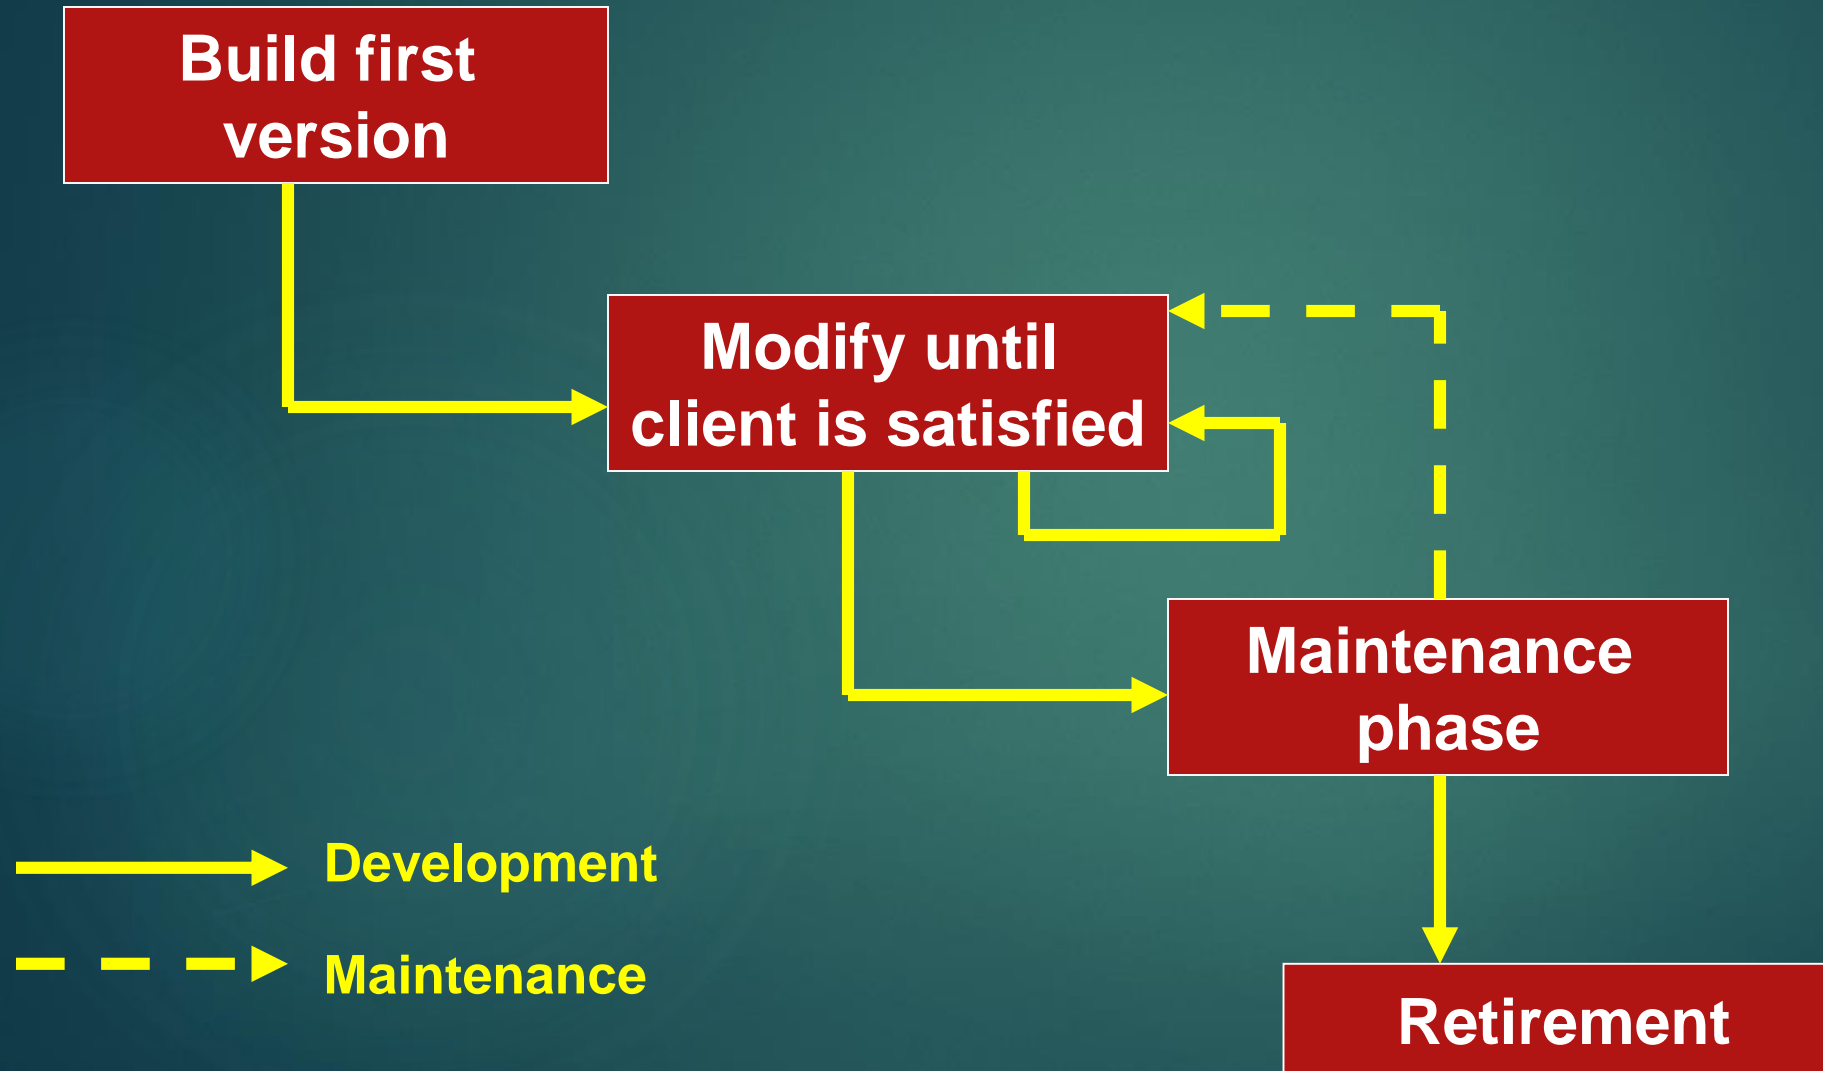 Build first
version
Modify until
client is satisfied
Maintenance
phase
Development
Maintenance
Retirement